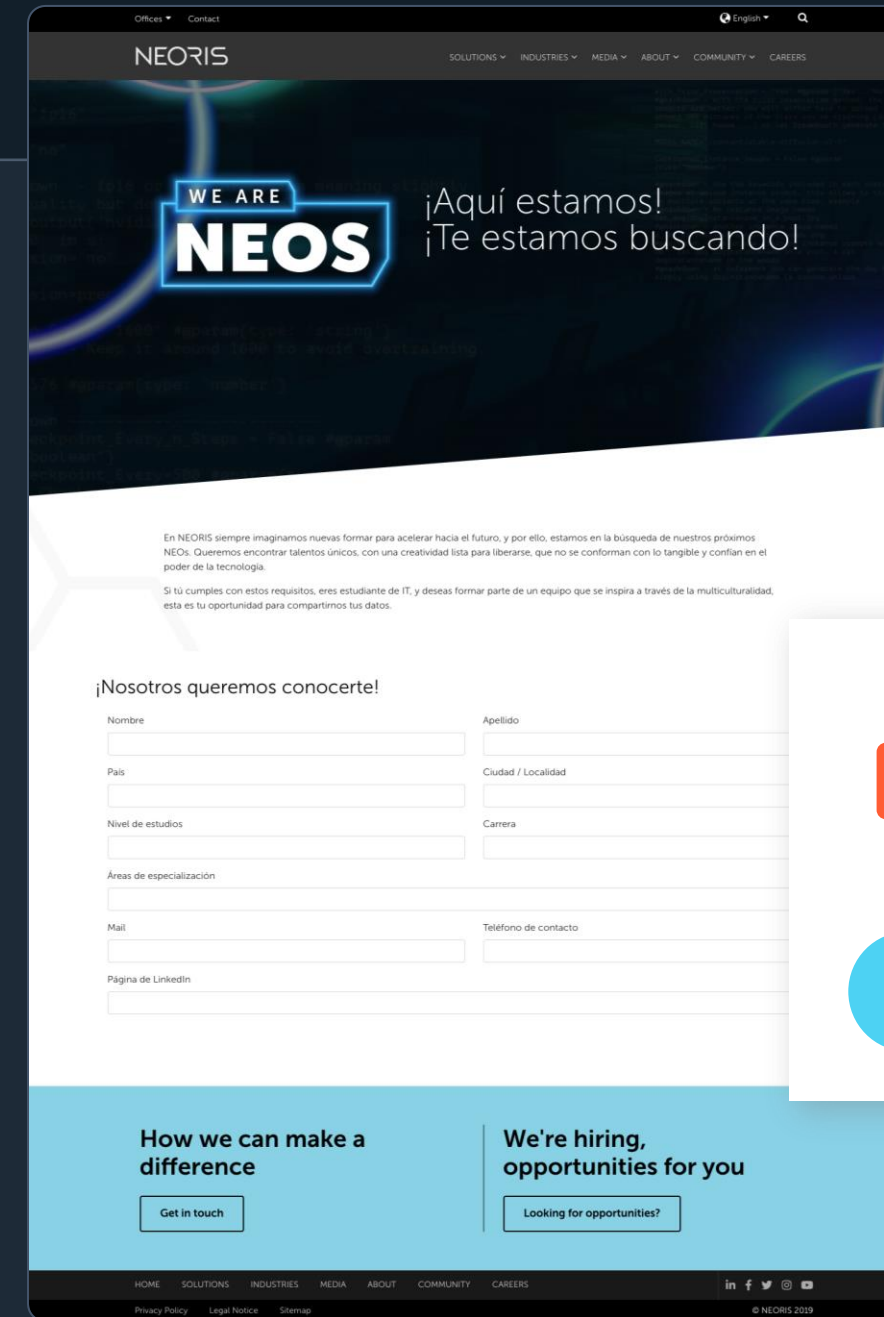 Offices Contact English
NEORIS SOLUTIONS INDUSTRIES MEDIA ABOUT COMMUNITY CAREERS
WE ARE
NEOS
¡Aquí estamos!
¡Te estamos buscando!
En NEORIS siempre imaginamos nuevas formar para acelerar hacia el futuro, y por ello, estamos en la búsqueda de nuestros próximos
NEOs. Queremos encontrar talentos únicos, con una creatividad lista para liberarse, que no se conforman con lo tangible y confían en el
poder de la tecnología.
Si tú cumples con estos requisitos, eres estudiante de IT, y deseas formar parte de un equipo que se inspira a través de la multiculturalidad,
esta es tu oportunidad para compartirnos tus datos.
¡Nosotros queremos conocerte!
Nombre Apellido
País Ciudad / Localidad
Nivel de estudios Carrera
Áreas de especialización
Mail Teléfono de contacto
Página de LinkedIn
How we can make a
difference
Get in touch
We're hiring,
opportunities for you
Looking for opportunities?
HOME SOLUTIONS INDUSTRIES MEDIA ABOUT COMMUNITY CAREERS
Privacy Policy Legal Notice Sitemap © NEORIS 2019